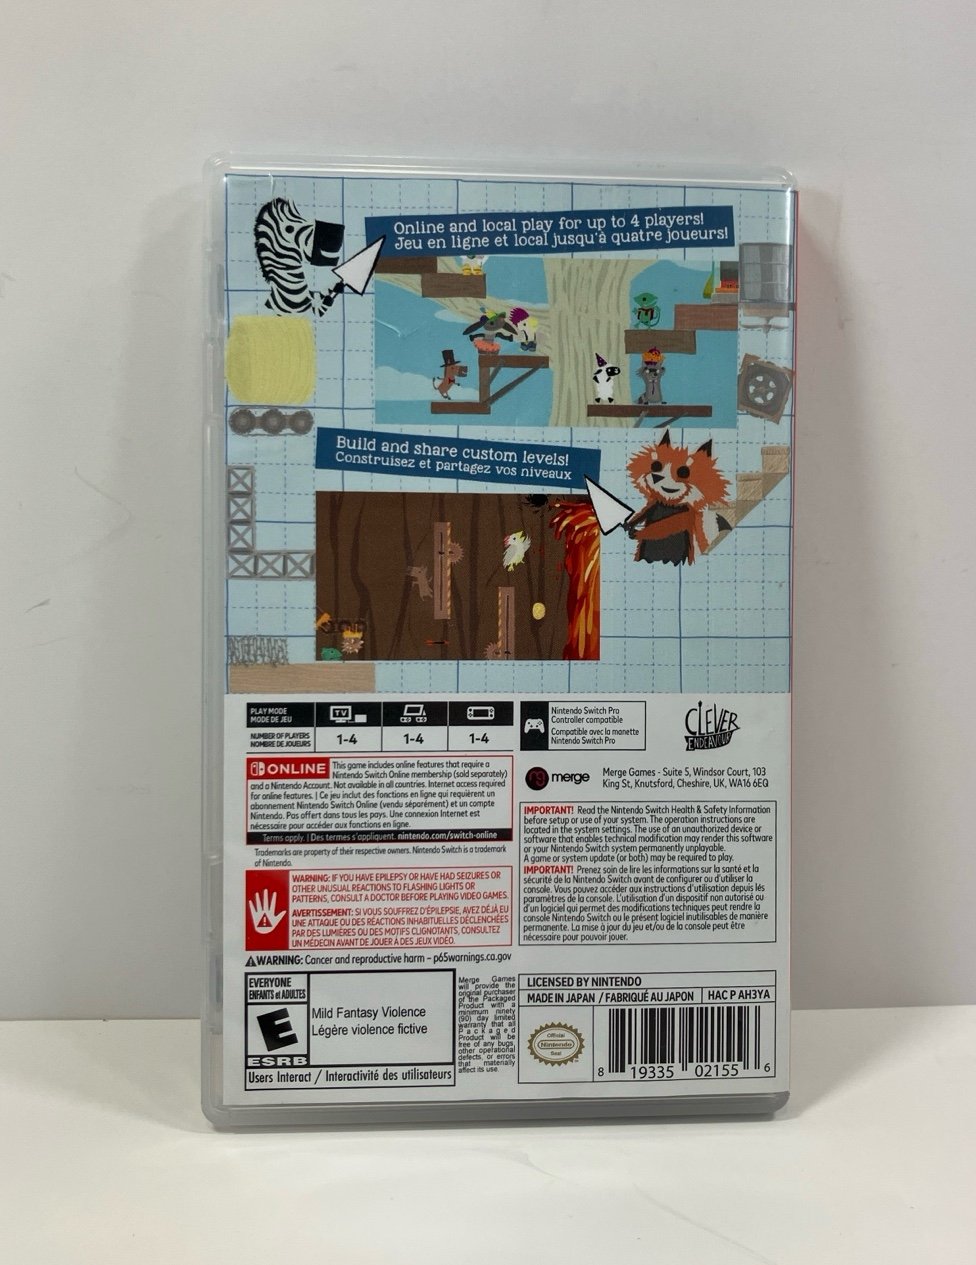 Online and local play for up to 4 players!
Jeu en ligne et local jusqu'à quatre joueurs!
Build and share custom levels!
Construisez et partagez vos niveaux
PLAY MODE
MODE DE JEU
TV
NUMBER OF PLAYERS
NOMBRE DE JOUEURS
1-4
1-4
1-4
Nintendo Switch Pro
Controller compatible
Compatible avec la manette
Nintendo Switch Pro
CLEVER
ENDEAVOUR
ONLINE
This game includes online features that require a
Nintendo Switch Online membership (sold separately)
and a Nintendo Account. Not available in all countries. Internet access required
for online features. | Ce jeu inclut des fonctions en ligne qui requièrent un
abonnement Nintendo Switch Online (vendu séparément) et un compte
Nintendo. Pas offert dans tous les pays. Une connexion Internet est
nécessaire pour accéder aux fonctions en ligne.
Terms apply. | Des termes s'appliquent. nintendo.com/switch-online
Trademarks are property of their respective owners. Nintendo Switch is a trademark
of Nintendo.
merge
Merge Games - Suite 5, Windsor Court, 103
King St, Knutsford, Cheshire, UK, WA16 6EQ
IMPORTANT! Read the Nintendo Switch Health & Safety Information
before setup or use of your system. The operation instructions are
located in the system settings. The use of an unauthorized device or
software that enables technical modification may render this software
or your Nintendo Switch system permanently unplayable.
A game or system update (or both) may be required to play.
IMPORTANT! Prenez soin de lire les informations sur la santé et la
sécurité de la Nintendo Switch avant de configurer ou d'utiliser la
console. Vous pouvez accéder aux instructions d'utilisation depuis les
paramètres de la console. L'utilisation d'un dispositif non autorisé ou
d'un logiciel qui permet des modifications techniques peut rendre la
console Nintendo Switch ou le présent logiciel inutilisables de manière
permanente. La mise à jour du jeu et/ou de la console peut être
nécessaire pour pouvoir jouer.
WARNING: IF YOU HAVE EPILEPSY OR HAVE HAD SEIZURES OR
OTHER UNUSUAL REACTIONS TO FLASHING LIGHTS OR
PATTERNS, CONSULT A DOCTOR BEFORE PLAYING VIDEO GAMES.
AVERTISSEMENT: SI VOUS SOUFFREZ D'ÉPILEPSIE, AVEZ DÉJÀ EU
UNE ATTAQUE OU DES RÉACTIONS INHABITUELLES DÉCLENCHÉES
PAR DES LUMIÈRES OU DES MOTIFS CLIGNOTANTS, CONSULTEZ
UN MÉDECIN AVANT DE JOUER À DES JEUX VIDÉO.
WARNING: Cancer and reproductive harm - p65warnings.ca.gov
EVERYONE
ENFANTS et ADULTES
E
ESRB
Mild Fantasy Violence
Légère violence fictive
Users Interact / Interactivité des utilisateurs
Merge Games
will provide the
original purchaser
of the Packaged
Product with a
minimum ninety
(90) day limited
warranty that all
Packaged
Product will be
free of any bugs,
other operational
defects, or errors
that materially
affect its use.
LICENSED BY NINTENDO
MADE IN JAPAN / FABRIQUÉ AU JAPON
HAC P AH3YA
Official
Nintendo
Seal
8 19335 02155 6